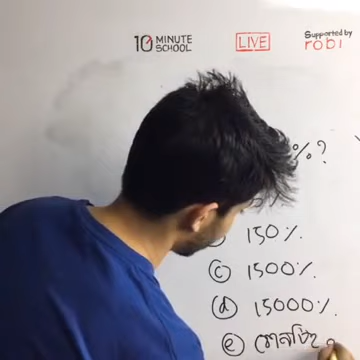 10 MINUTE SCHOOL
LIVE
Supported by
robi
%?
150%.
(c) 1500%.
(d) 15000%.
(e) কোনটিই